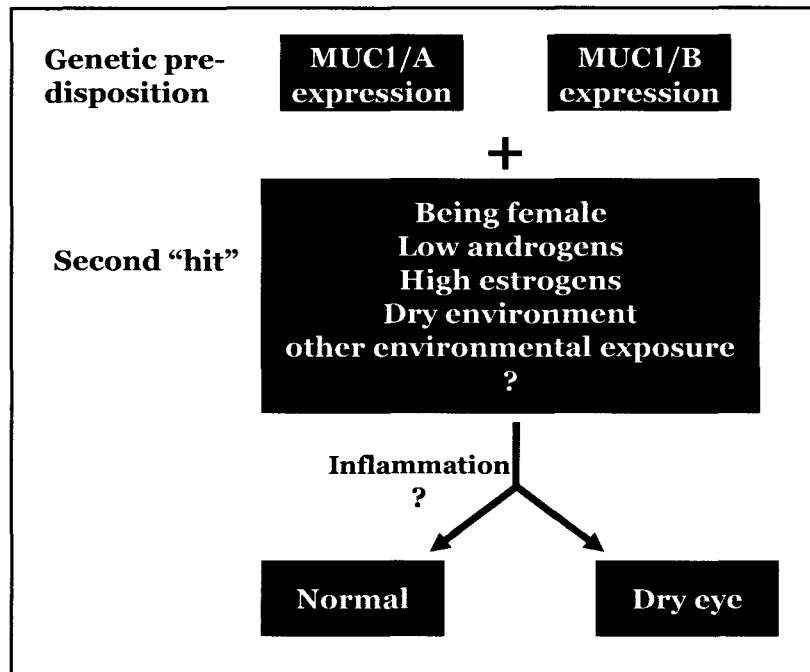 Genetic pre-
disposition
MUC1/A
expression
MUC1/B
expression
+
Second “hit”
Being female
Low androgens
High estrogens
Dry environment
other environmental exposure
?
Inflammation
?
Normal
Dry eye